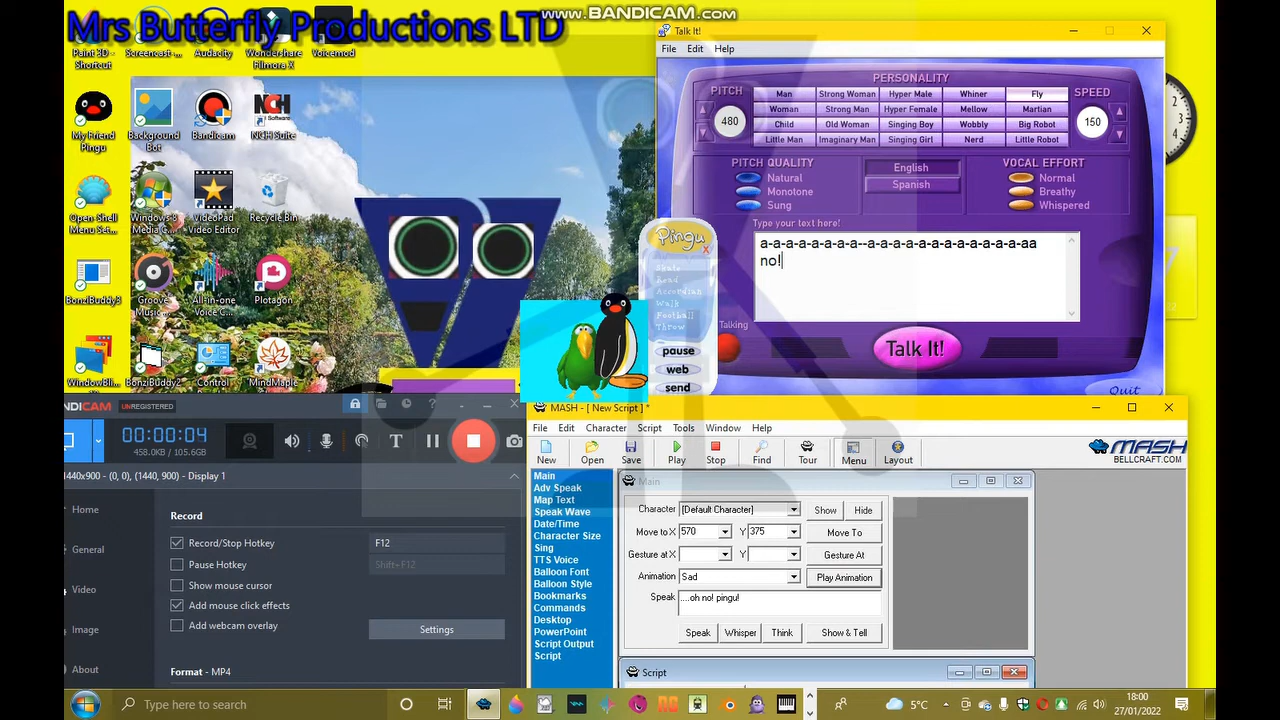 www.BANDICAM.com
Mrs Butterfly Productions LTD
Paint 3D -
Shortcut
Screencast-...
Audacity
Wondershare
Filmora X
Voicemod
My Friend
Pingu
Background
Bot
Bandicam
NCH Suite
Open-Shell
Menu Set...
Windows 8
Media C...
VideoPad
Video Editor
Recycle Bin
BonziBuddy3
Groove
Music
All-in-one
Voice C...
Plotagon
WindowBli...
BonziBuddy2
Control
MindMaple
Talk It!
File Edit Help
PERSONALITY
PITCH
SPEED
480
150
Man Strong Woman Hyper Male Whiner Fly
Woman Strong Man Hyper Female Mellow Martian
Child Old Woman Singing Boy Wobbly Big Robot
Little Man Imaginary Man Singing Girl Nerd Little Robot
PITCH QUALITY
Natural
Monotone
Sung
English
Spanish
VOCAL EFFORT
Normal
Breathy
Whispered
Type your text here!
a-a-a-a-a-a-a-a--a-a-a-a-a-a-a-a-a-a-a-a-aa
no!
Talking
Talk It!
Quit
Pingu
x
Skate
Read
Accordian
Walk
Football
Throw
pause
web
send
NDICAM UNREGISTERED
00:00:04
458.0KB / 105.6GB
1440x900 - (0, 0), (1440, 900) - Display 1
Home
General
Video
Image
About
Record
Record/Stop Hotkey F12
Pause Hotkey Shift+F12
Show mouse cursor
Add mouse click effects
Add webcam overlay
Settings
Format - MP4
MASH - [ New Script ] *
File Edit Character Script Tools Window Help
New Open Save Play Stop Find Tour Menu Layout
MASH
BELLCRAFT.COM
Main
Adv Speak
Map Text
Speak Wave
Date/Time
Character Size
Sing
TTS Voice
Balloon Font
Balloon Style
Bookmarks
Commands
Desktop
PowerPoint
Script Output
Script
Main
Character [Default Character] Show Hide
Move to X 570 Y 375 Move To
Gesture at X Y Gesture At
Animation Sad Play Animation
Speak ....oh no! pingu!
Speak Whisper Think Show & Tell
Script
Type here to search
5°C
18:00
27/01/2022